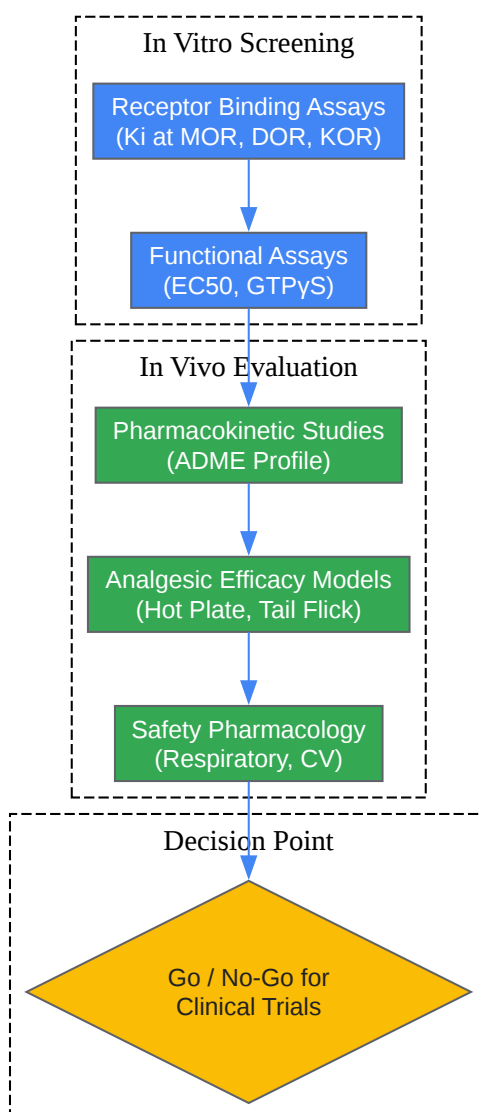 In Vitro Screening
Receptor Binding Assays
(Ki at MOR, DOR, KOR)
Functional Assays
(EC50, GTPγS)
In Vivo Evaluation
Pharmacokinetic Studies
(ADME Profile)
Analgesic Efficacy Models
(Hot Plate, Tail Flick)
Safety Pharmacology
(Respiratory, CV)
Decision Point
Go / No-Go for
Clinical Trials